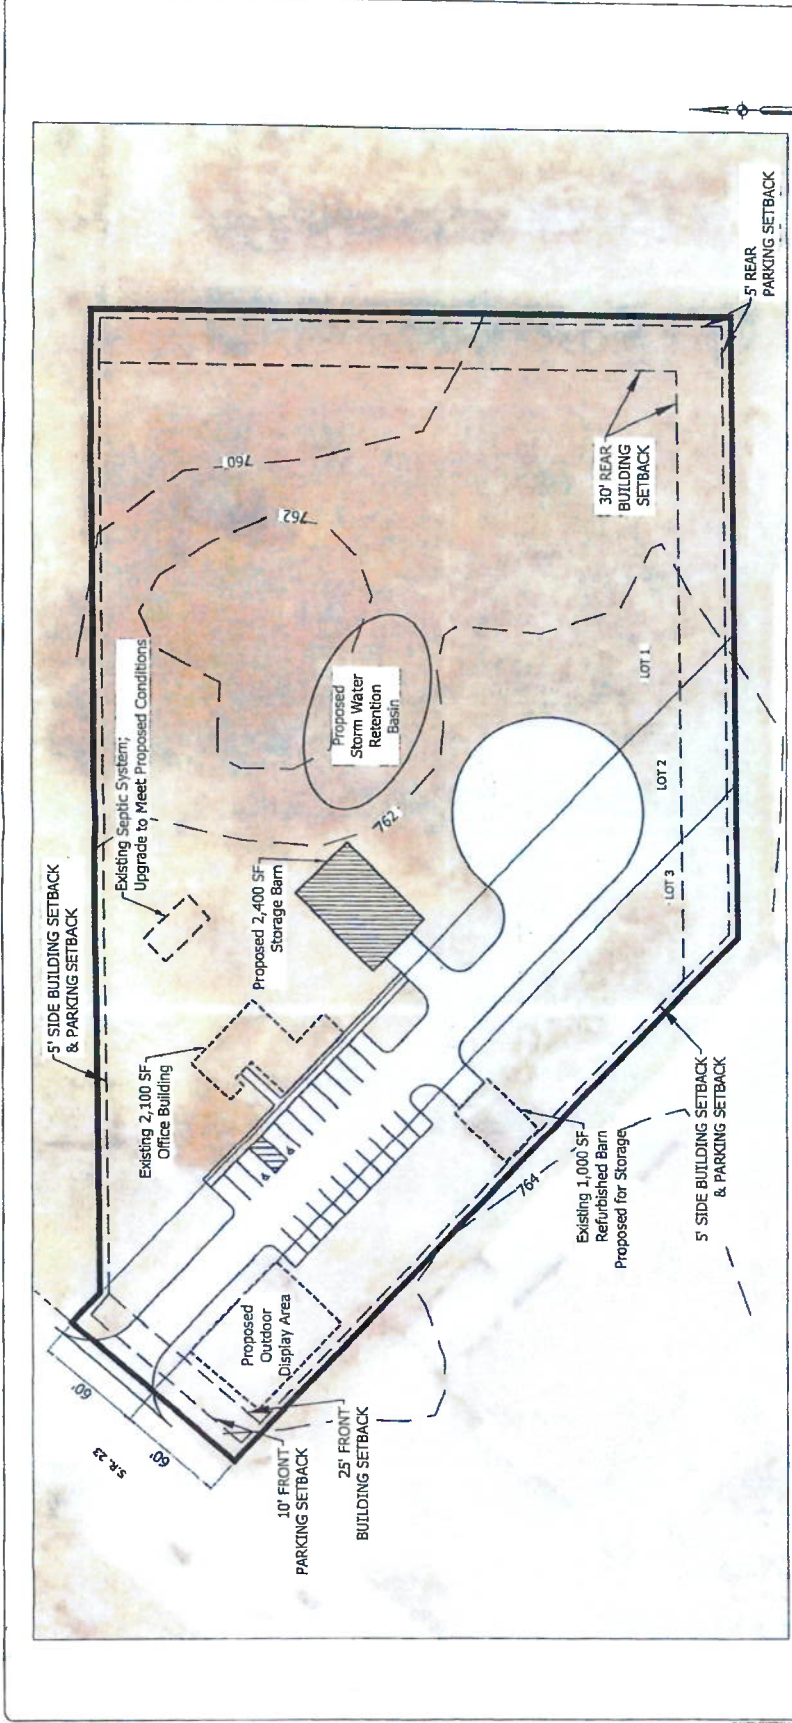 5' SIDE BUILDING SETBACK
& PARKING SETBACK
Existing Septic System;
Upgrade to Meet Proposed Conditions
Existing 2,100 SF
Office Building
Proposed 2,400 SF
Storage Barn
760
762
Proposed
Storm Water
Retention
Basin
762
30' REAR
BUILDING
SETBACK
5' REAR
PARKING SETBACK
LOT 1
LOT 2
LOT 3
S.R. 23
60'
60'
Proposed
Outdoor
Display Area
10' FRONT
PARKING SETBACK
25' FRONT
BUILDING SETBACK
764
Existing 1,000 SF
Refurbished Barn
Proposed for Storage
5' SIDE BUILDING SETBACK
& PARKING SETBACK